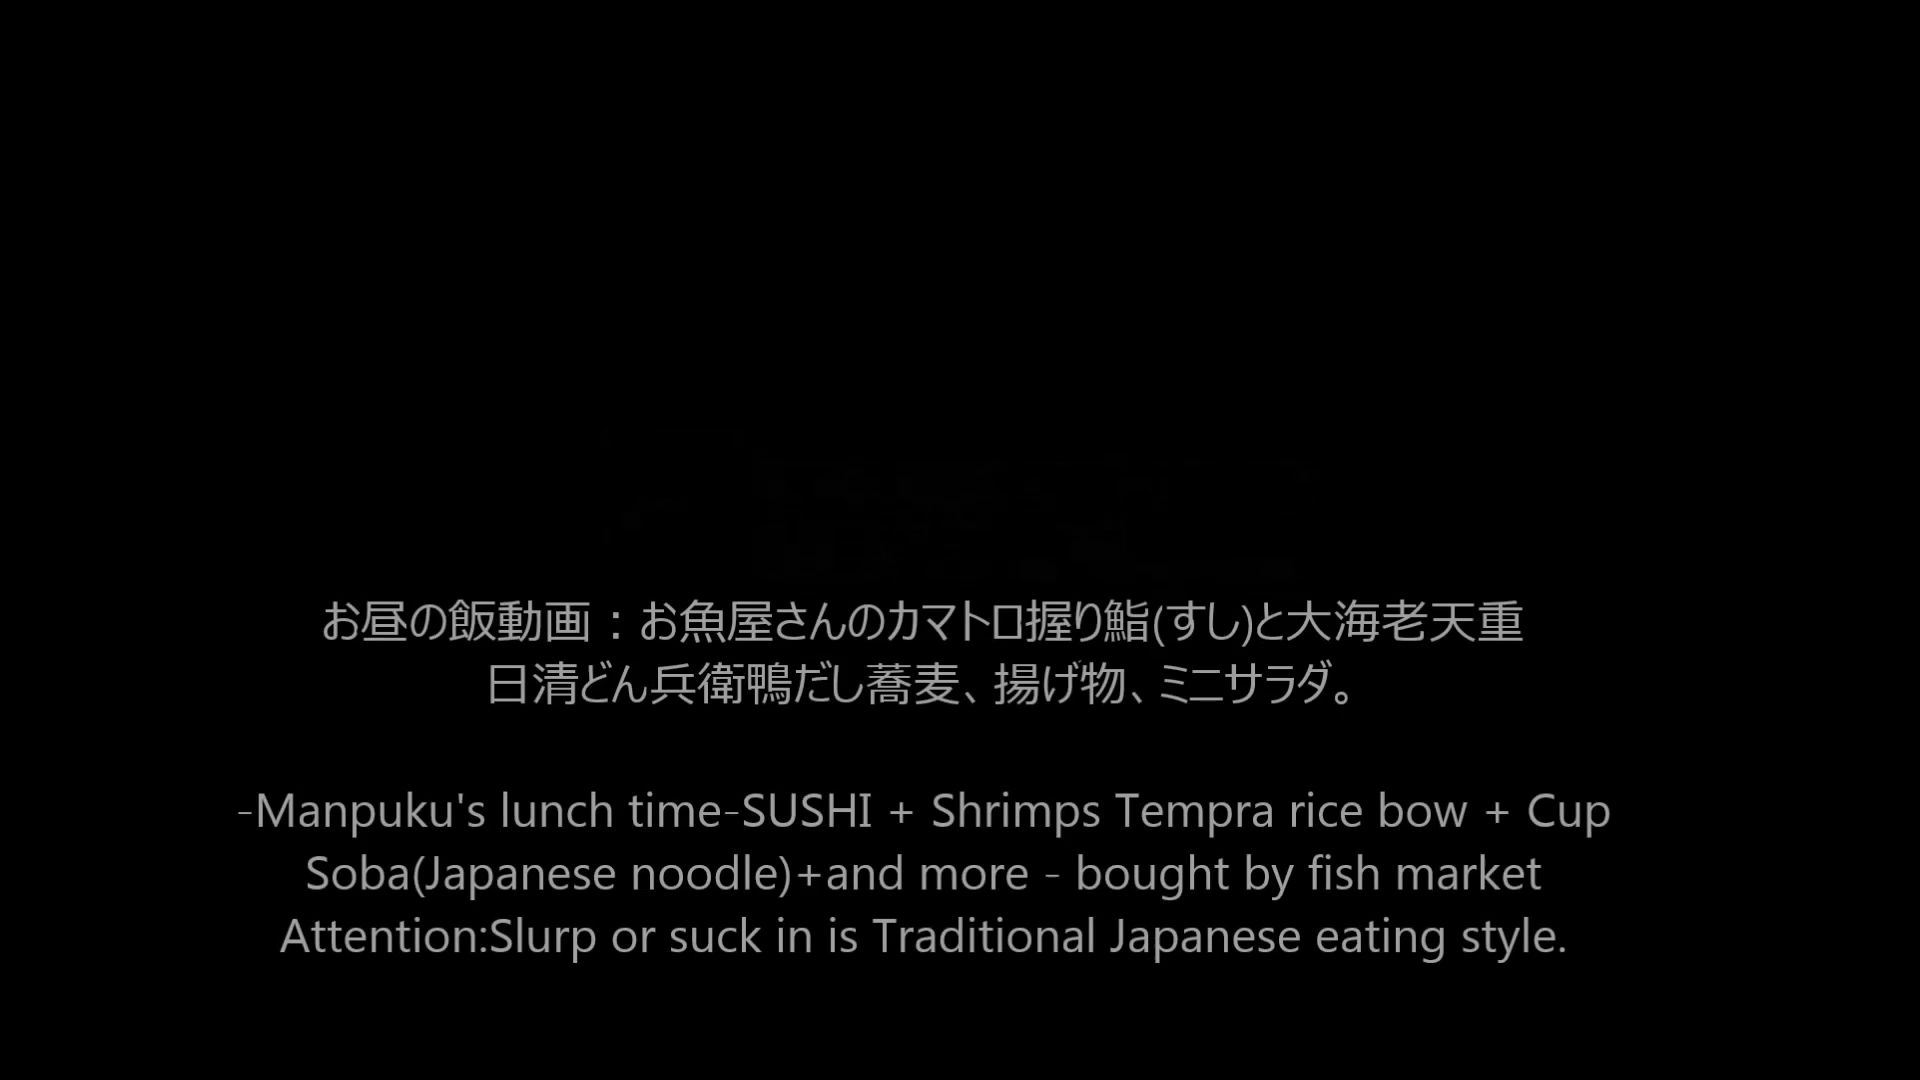 お昼の飯動画：お魚屋さんのカマトロ握り鮨(すし)と大海老天重
日清どん兵衛鴨だし蕎麦、揚げ物、ミニサラダ。
-Manpuku's lunch time-SUSHI + Shrimps Tempra rice bow + Cup
Soba(Japanese noodle)+and more - bought by fish market
Attention:Slurp or suck in is Traditional Japanese eating style.